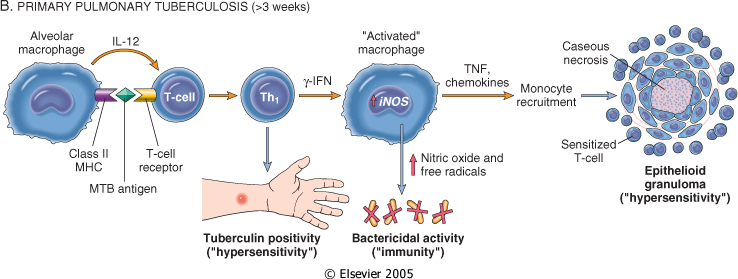 B. PRIMARY PULMONARY TUBERCULOSIS (>3 weeks)
Alveolar
macrophage
IL-12
T-cell
Class II
MHC
MTB antigen
T-cell
receptor
Th1
γ-IFN
"Activated"
macrophage
iNOS
TNF,
chemokines
Monocyte
recruitment
Caseous
necrosis
Sensitized
T-cell
Epithelioid
granuloma
("hypersensitivity")
Nitric oxide and
free radicals
Tuberculin positivity
("hypersensitivity")
Bactericidal activity
("immunity")
© Elsevier 2005